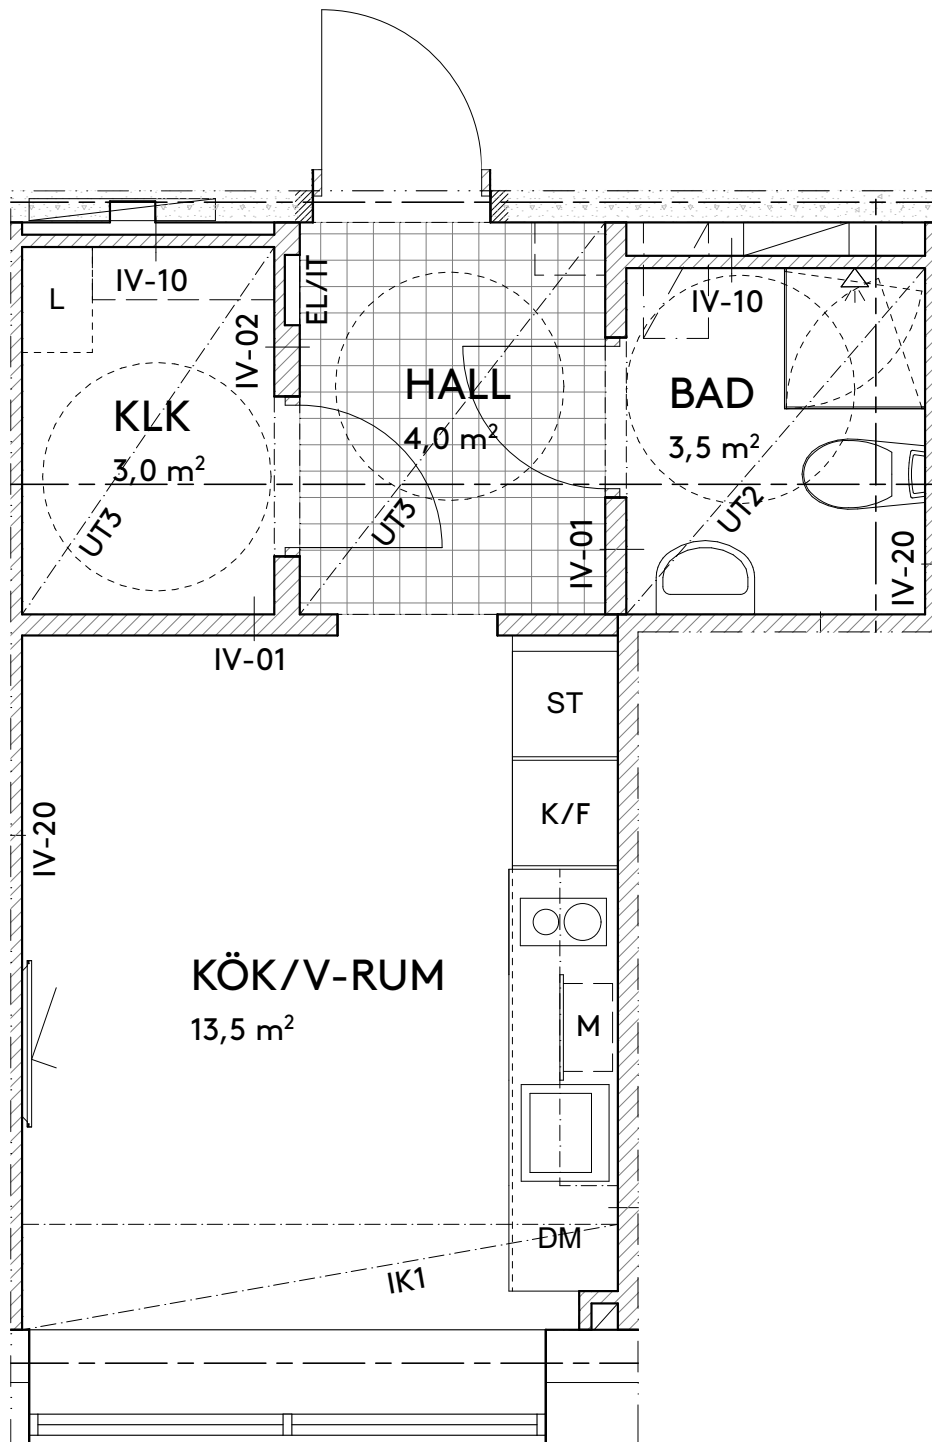 L
IV-10
IV-02
EL/IT
IV-10
HALL
4,0 m²
BAD
3,5 m²
KLK
3,0 m²
UT3
UT3
UT2
IV-01
IV-20
IV-01
ST
K/F
IV-20
KÖK/V-RUM
13,5 m²
M
DM
IK1